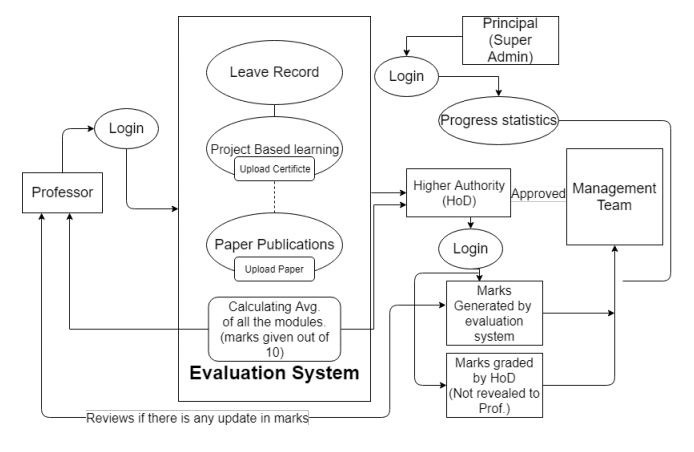 Principal
(Super
Admin)
Login
Progress statistics
Leave Record
Project Based learning
Upload Certificte
Paper Publications
Upload Paper
Calculating Avg.
of all the modules.
(marks given out of
10)
Evaluation System
Login
Professor
Higher Authority
(HoD)
Approved
Management
Team
Login
Marks
Generated by
evaluation
system
Marks graded
by HoD
(Not revealed to
Prof.)
Reviews if there is any update in marks